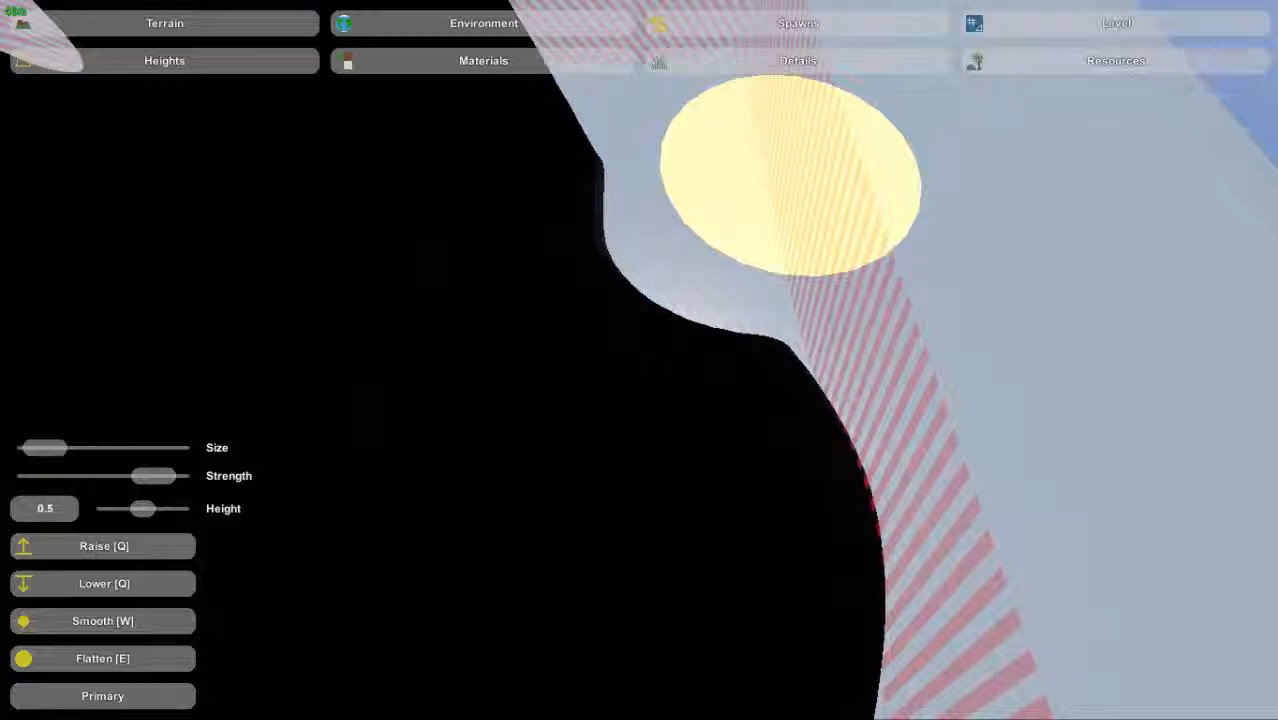 Terrain
Environment
Spawns
Level
Heights
Materials
Details
Resources
Size
Strength
0.5
Height
Raise [Q]
Lower [Q]
Smooth [W]
Flatten [E]
Primary